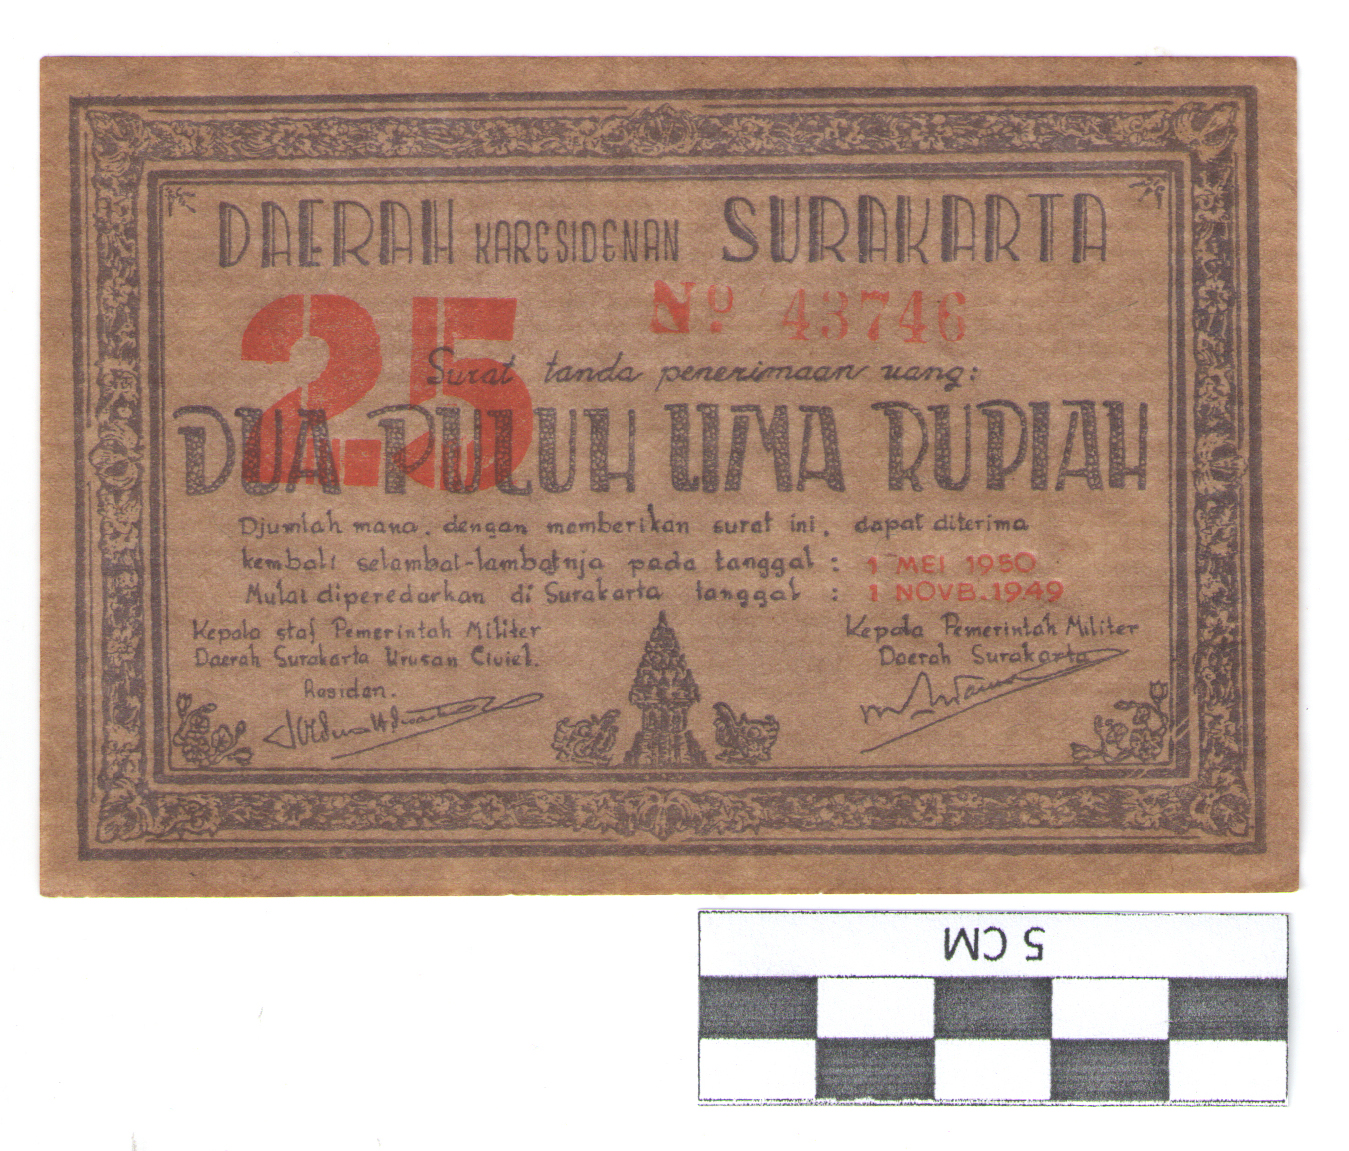 DAERAH KARESIDENAN SURAKARTA
25
No 43746
Surat tanda penerimaan uang:
DUA PULUH LIMA RUPIAH
Djumlah mana, dengan memberikan surat ini, dapat diterima
kembali selambat-lambatnja pada tanggal : 1 MEI 1950
Mulai diperedarkan di Surakarta tanggal : 1 NOVB. 1949
Kepala staf Pemerintah Militer
Daerah Surakarta Urusan Civiel.
Residen.
Kepala Pemerintah Militer
Daerah Surakarta
5 CM